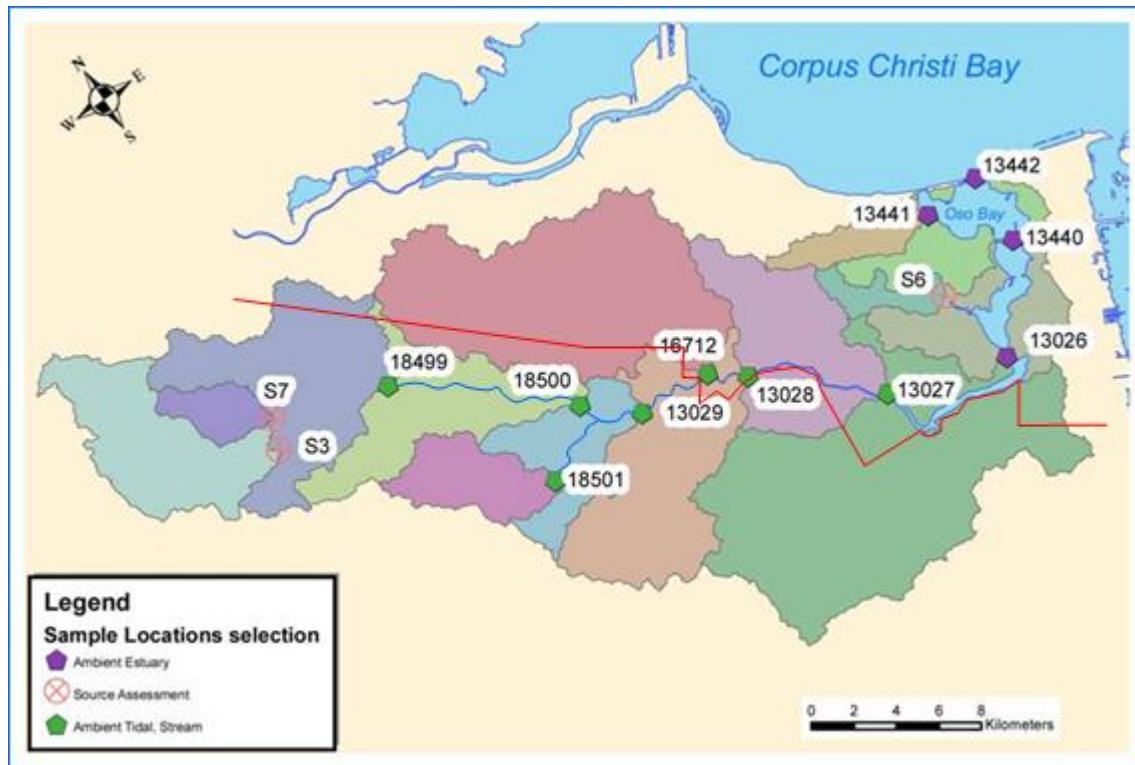 Corpus Christi Bay
N
E
W
S
13442
13441
Oso Bay
13440
S6
13026
16712
18499
18500
13027
S7
13028
13029
S3
18501
Legend
Sample Locations selection
Ambient Estuary
Source Assessment
Ambient Tidal, Stream
0 2 4 6 8
Kilometers